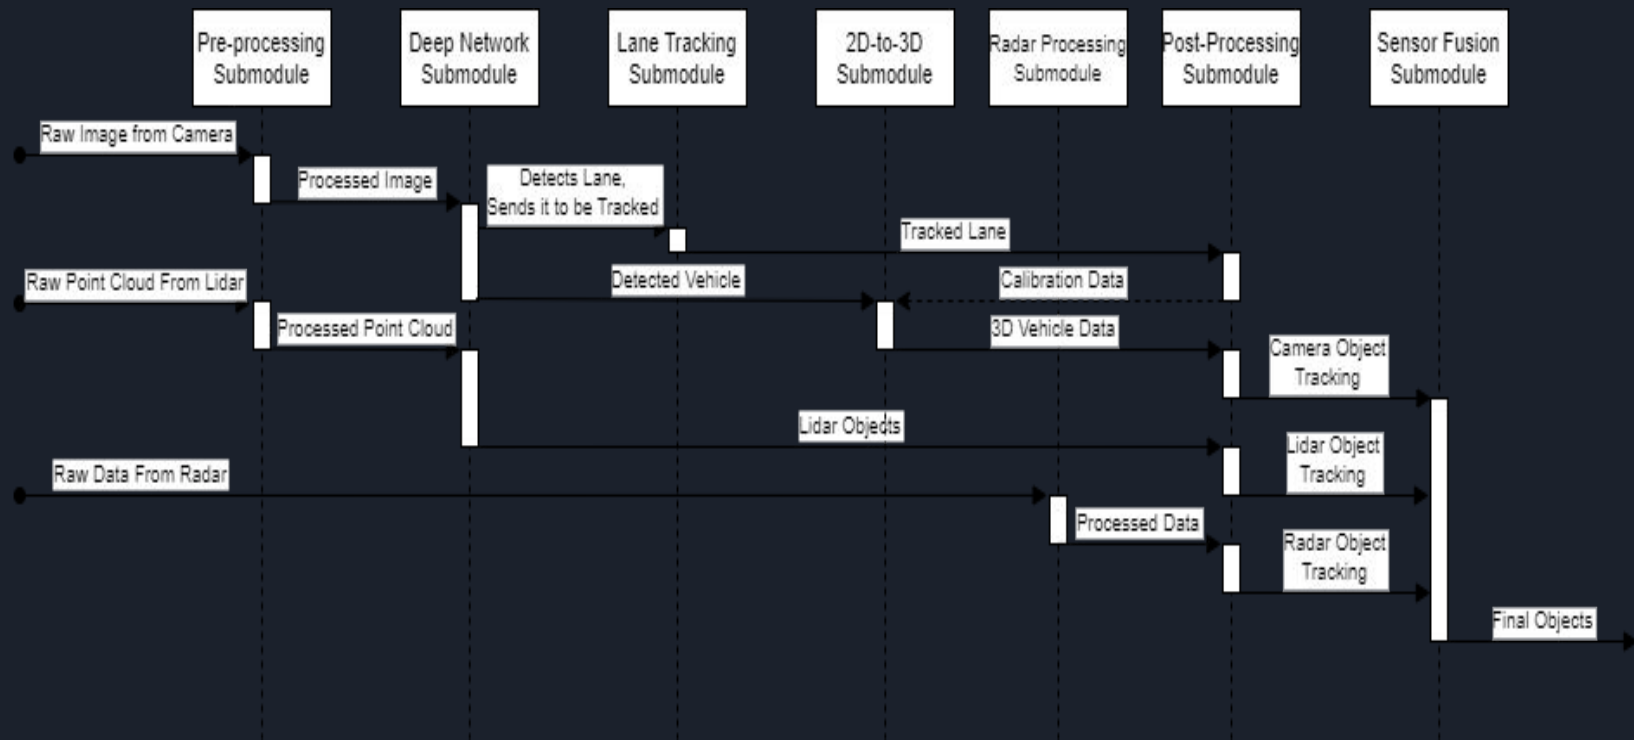 Pre-processing
Submodule
Deep Network
Submodule
Lane Tracking
Submodule
2D-to-3D
Submodule
Radar Processing
Submodule
Post-Processing
Submodule
Sensor Fusion
Submodule
Raw Image from Camera
Processed Image
Detects Lane,
Sends it to be Tracked
Tracked Lane
Raw Point Cloud From Lidar
Detected Vehicle
Calibration Data
Processed Point Cloud
3D Vehicle Data
Camera Object
Tracking
Lidar Objects
Lidar Object
Tracking
Raw Data From Radar
Processed Data
Radar Object
Tracking
Final Objects